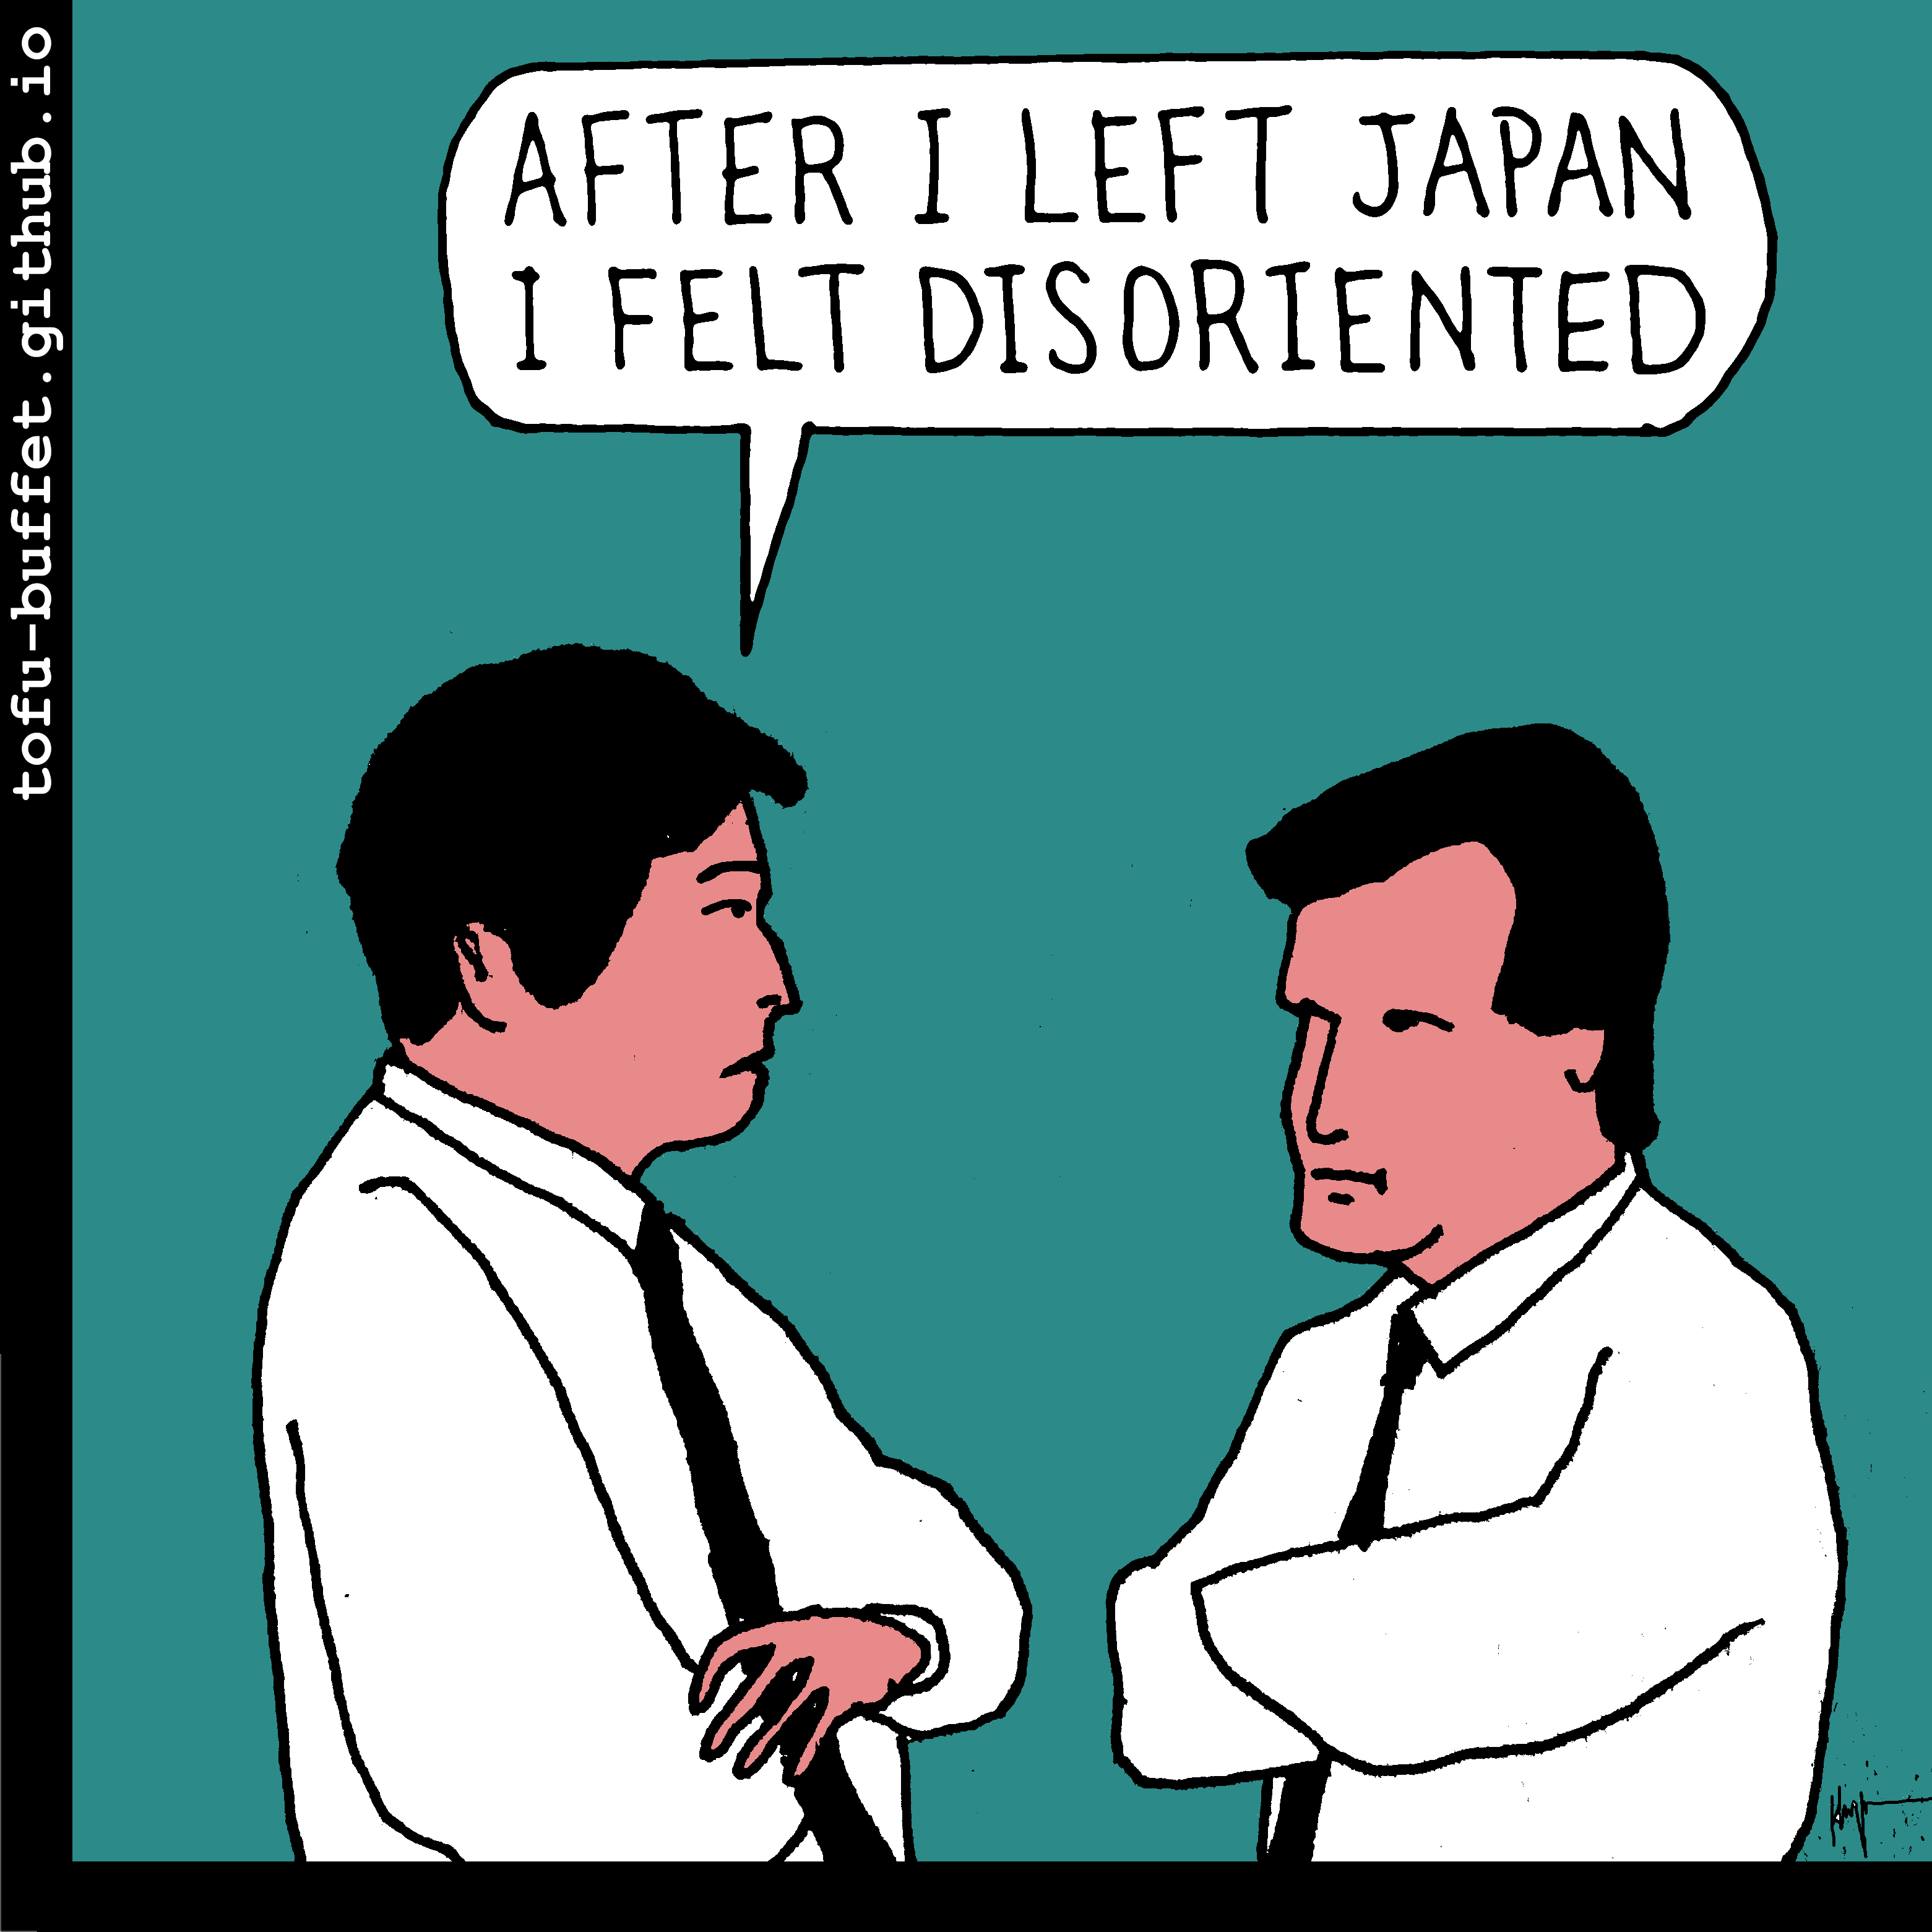 AFTER I LEFT JAPAN
I FELT DISORIENTED
tofu-buffet.github.io